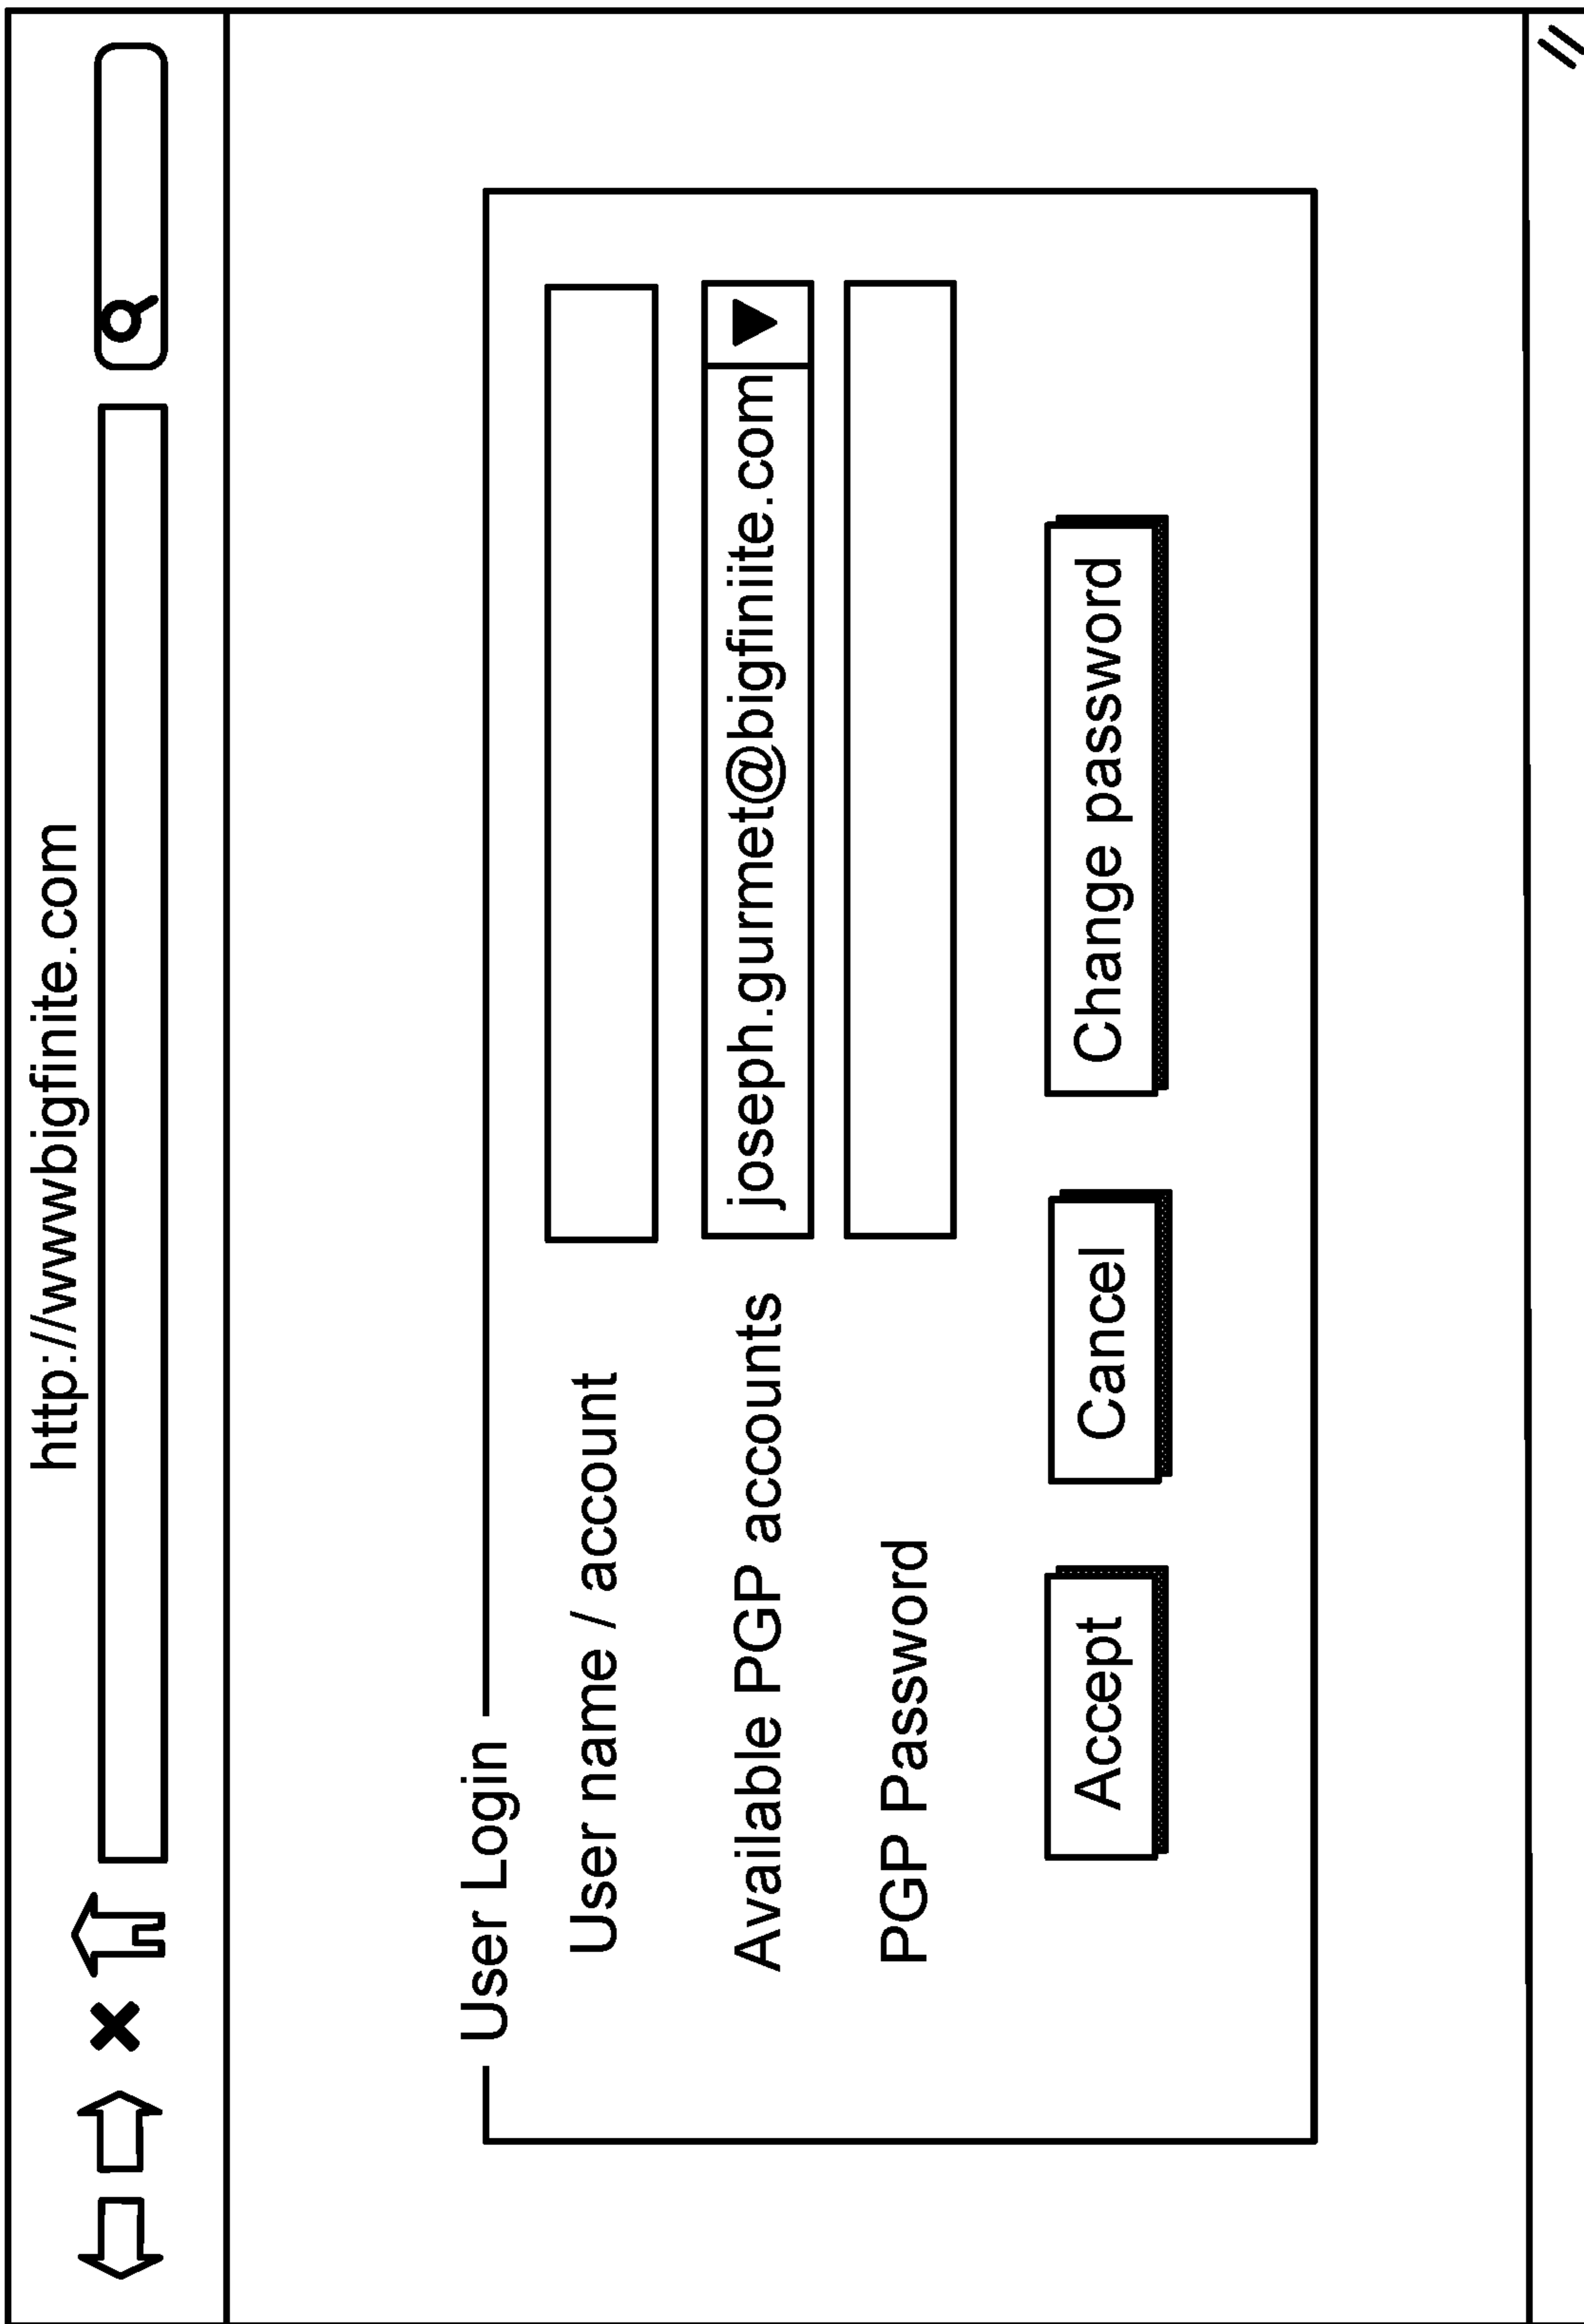 http://wwwbigfinite.com
User Login
User name / account
Available PGP accounts joseph.gurmet@bigfiniite.com
PGP Password
Accept Cancel Change password